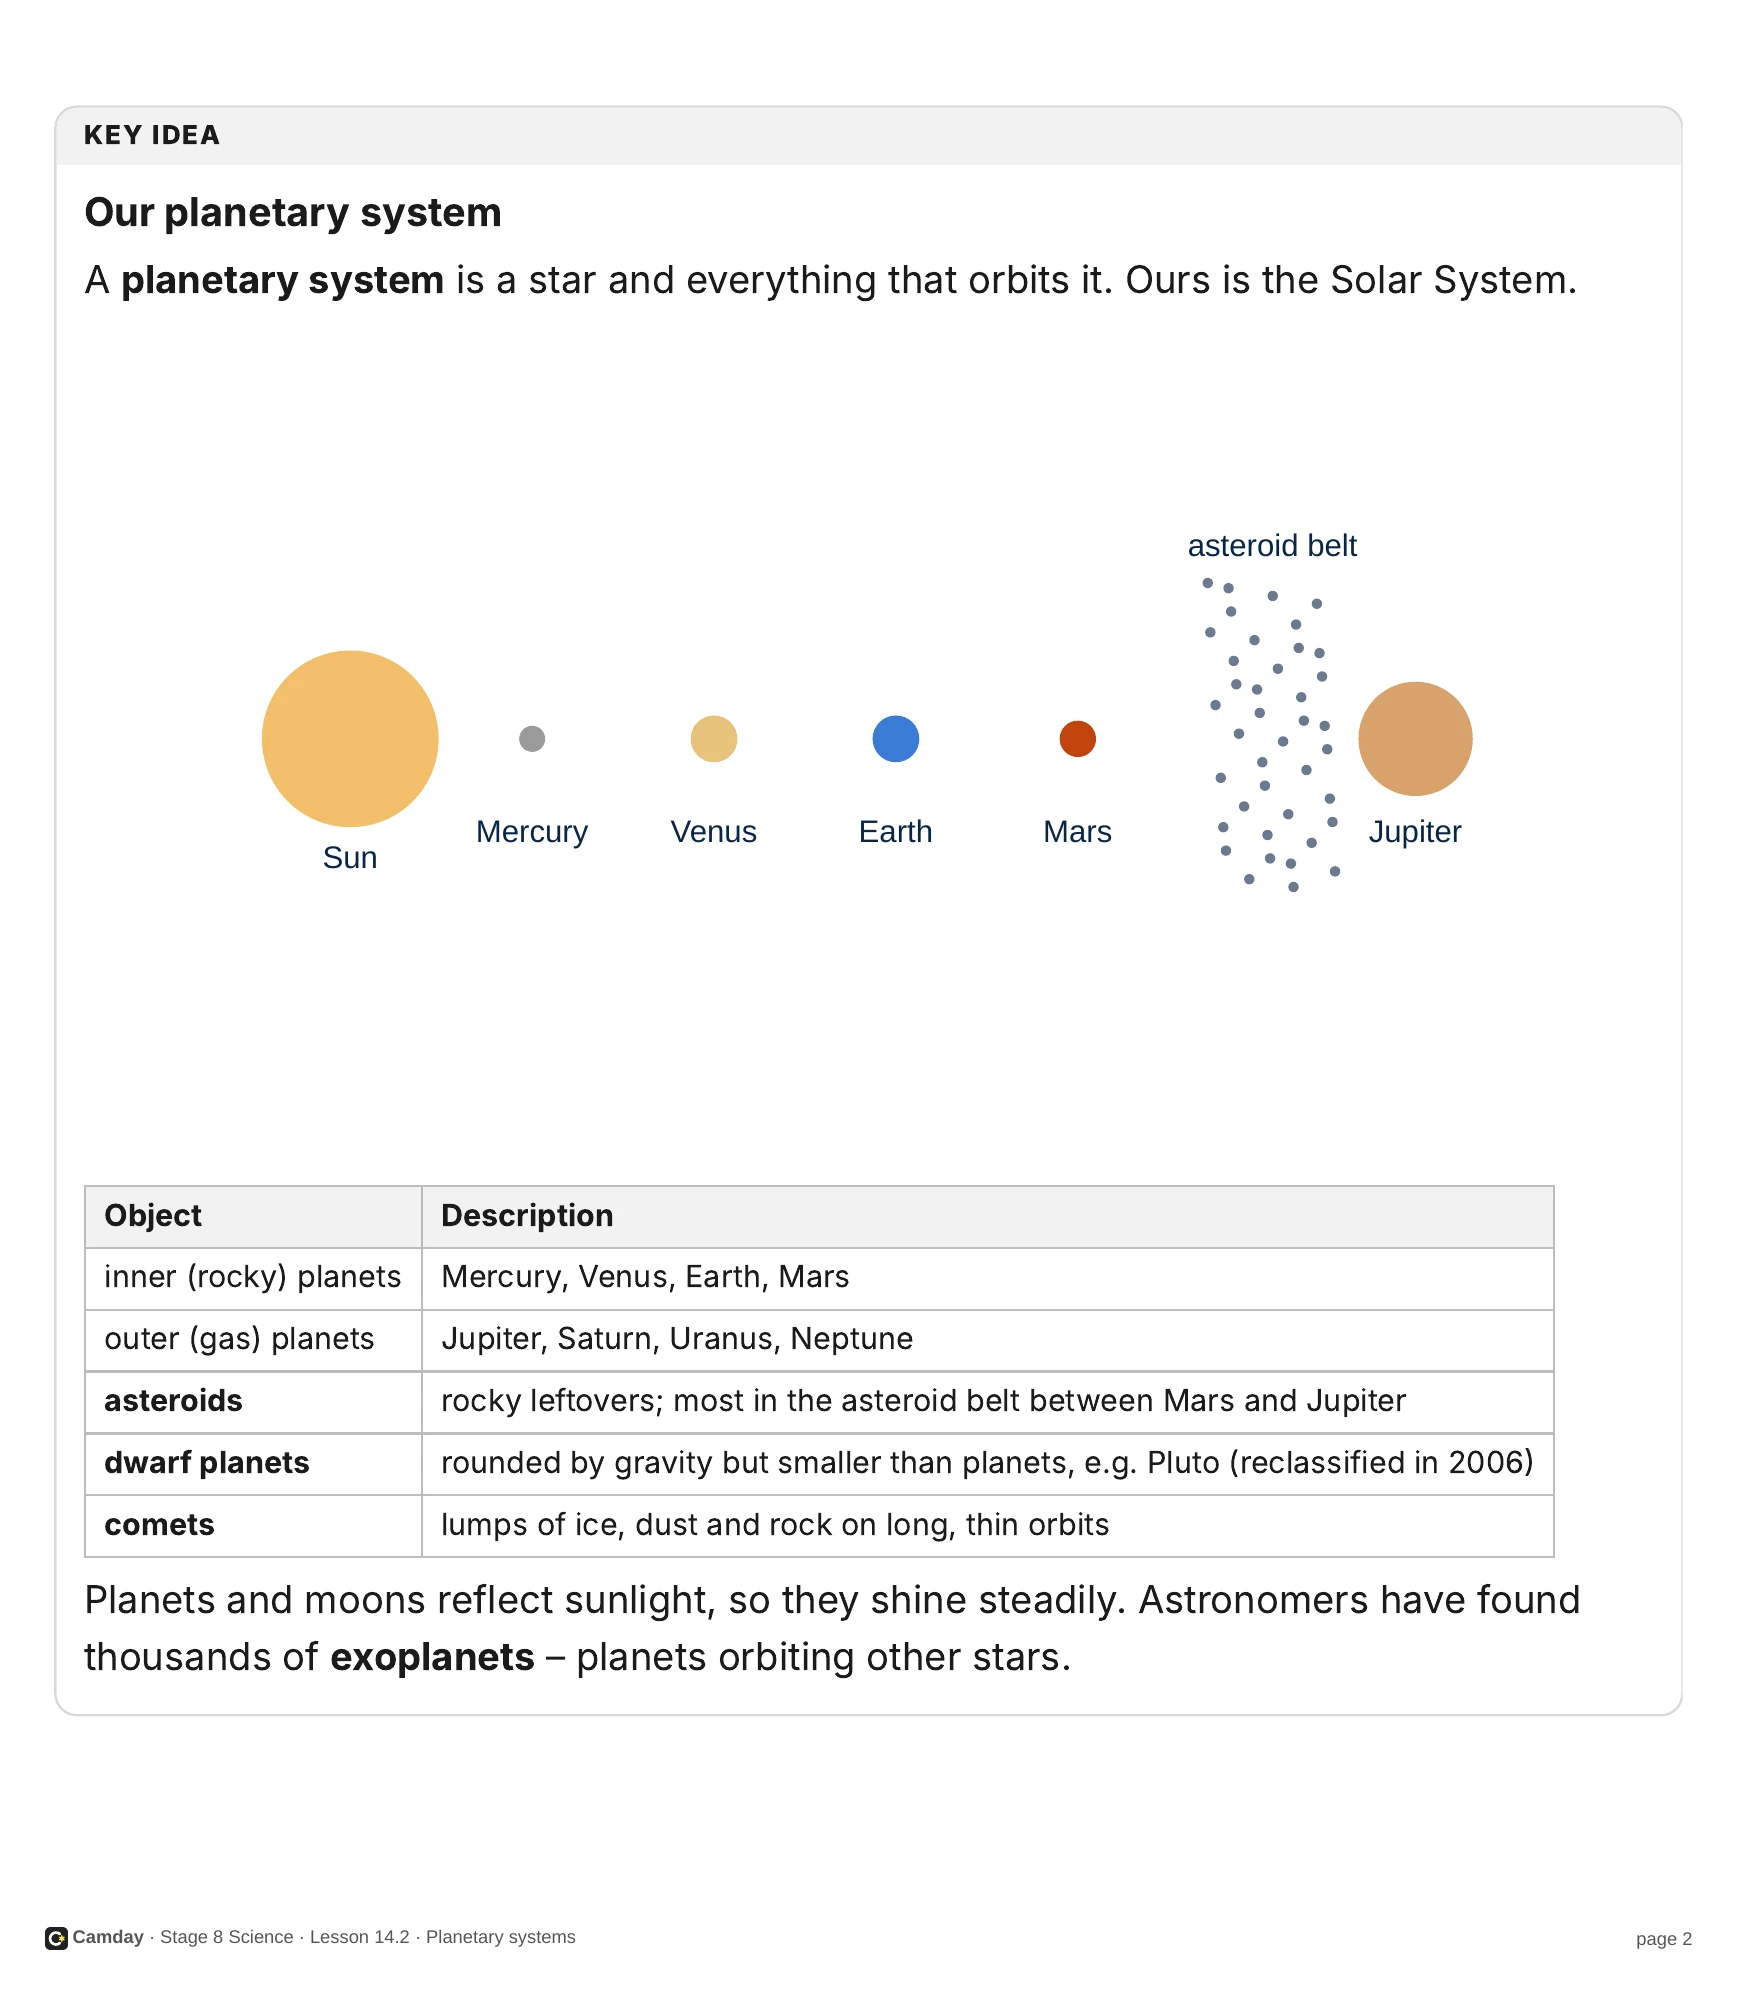 KEY IDEA
Our planetary system
A planetary system is a star and everything that orbits it. Ours is the Solar System.
asteroid belt
Sun
Mercury
Venus
Earth
Mars
Jupiter
Object Description
inner (rocky) planets Mercury, Venus, Earth, Mars
outer (gas) planets Jupiter, Saturn, Uranus, Neptune
asteroids rocky leftovers; most in the asteroid belt between Mars and Jupiter
dwarf planets rounded by gravity but smaller than planets, e.g. Pluto (reclassified in 2006)
comets lumps of ice, dust and rock on long, thin orbits
Planets and moons reflect sunlight, so they shine steadily. Astronomers have found
thousands of exoplanets – planets orbiting other stars.
Camday · Stage 8 Science · Lesson 14.2 · Planetary systems
page 2